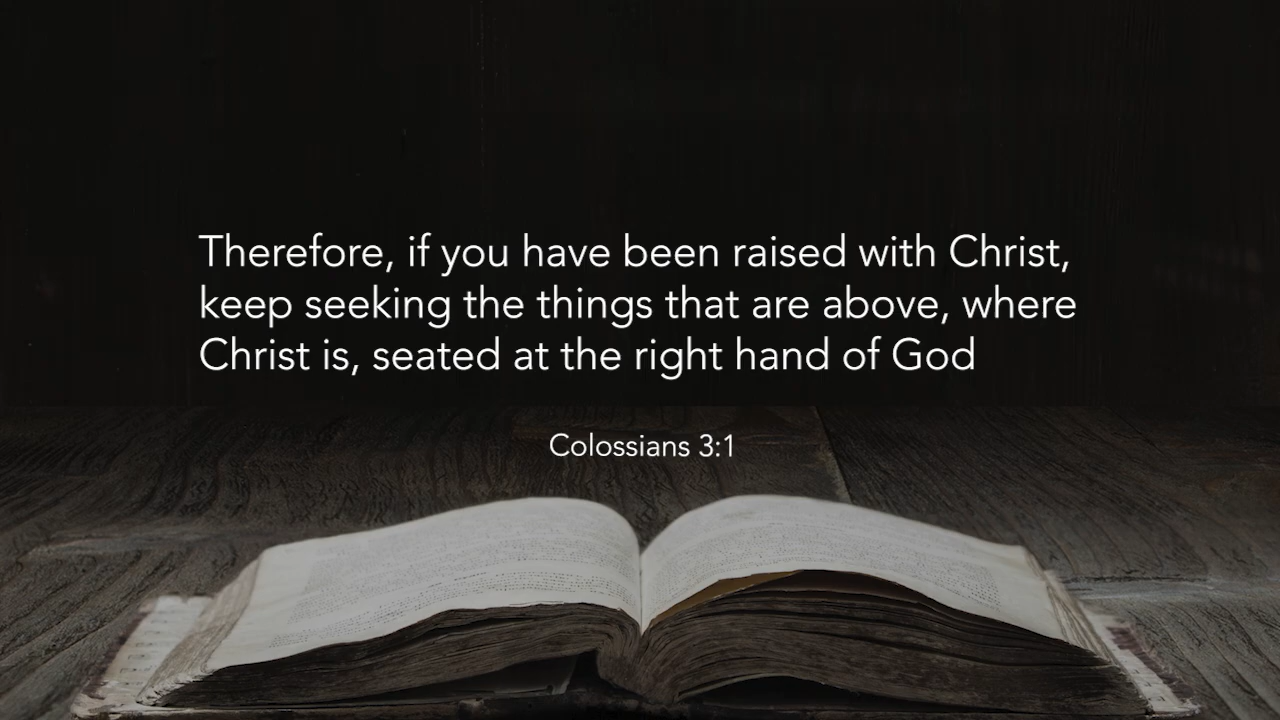 Therefore, if you have been raised with Christ,
keep seeking the things that are above, where
Christ is, seated at the right hand of God
Colossians 3:1